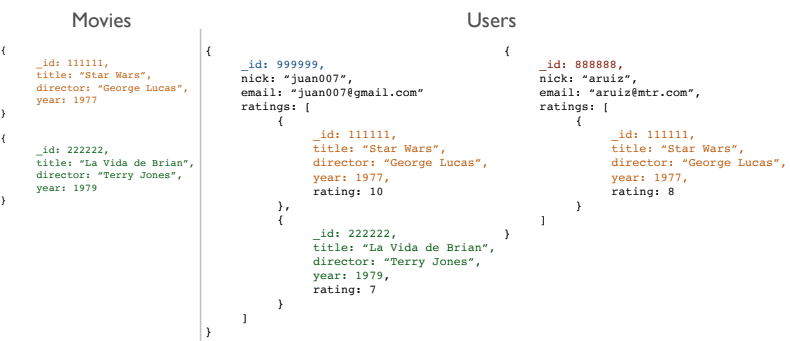 Movies
{
_id: 111111,
title: “Star Wars”,
director: “George Lucas”,
year: 1977
}
{
_id: 222222,
title: “La Vida de Brian”,
director: “Terry Jones”,
year: 1979
}
Users
{
_id: 999999,
nick: “juan007”,
email: “juan007@gmail.com”
ratings: [
{
_id: 111111,
title: “Star Wars”,
director: “George Lucas”,
year: 1977,
rating: 10
},
{
_id: 222222,
title: “La Vida de Brian”,
director: “Terry Jones”,
year: 1979,
rating: 7
}
]
}
{
_id: 888888,
nick: “aruiz”,
email: “aruiz@mtr.com”,
ratings: [
{
_id: 111111,
title: “Star Wars”,
director: “George Lucas”,
year: 1977,
rating: 8
}
]
}